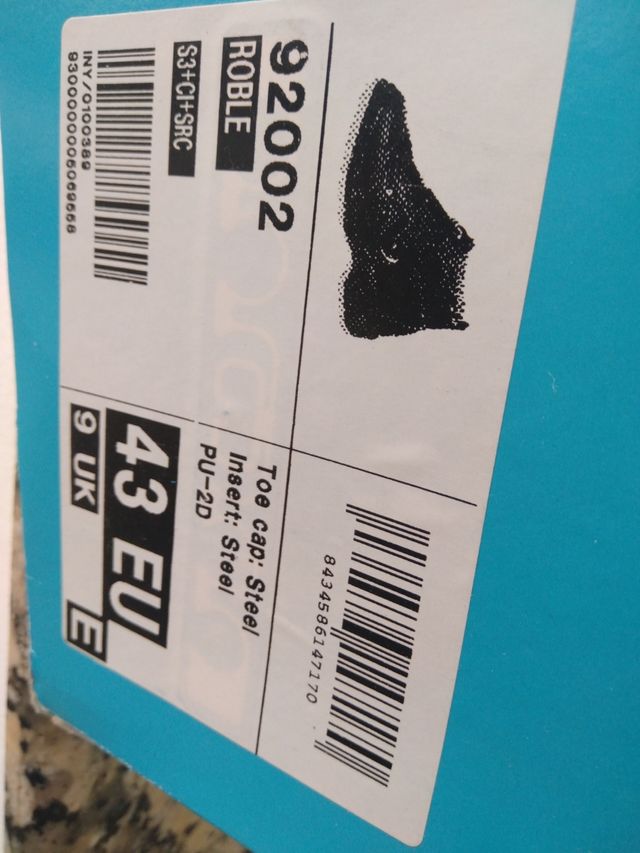 92002
ROBLE
S3+CI+SRC
INY/0100389
9300000006069668
8434586147170
Toe cap: Steel
Insert: Steel
PU-2D
43 EU
9 UK
E